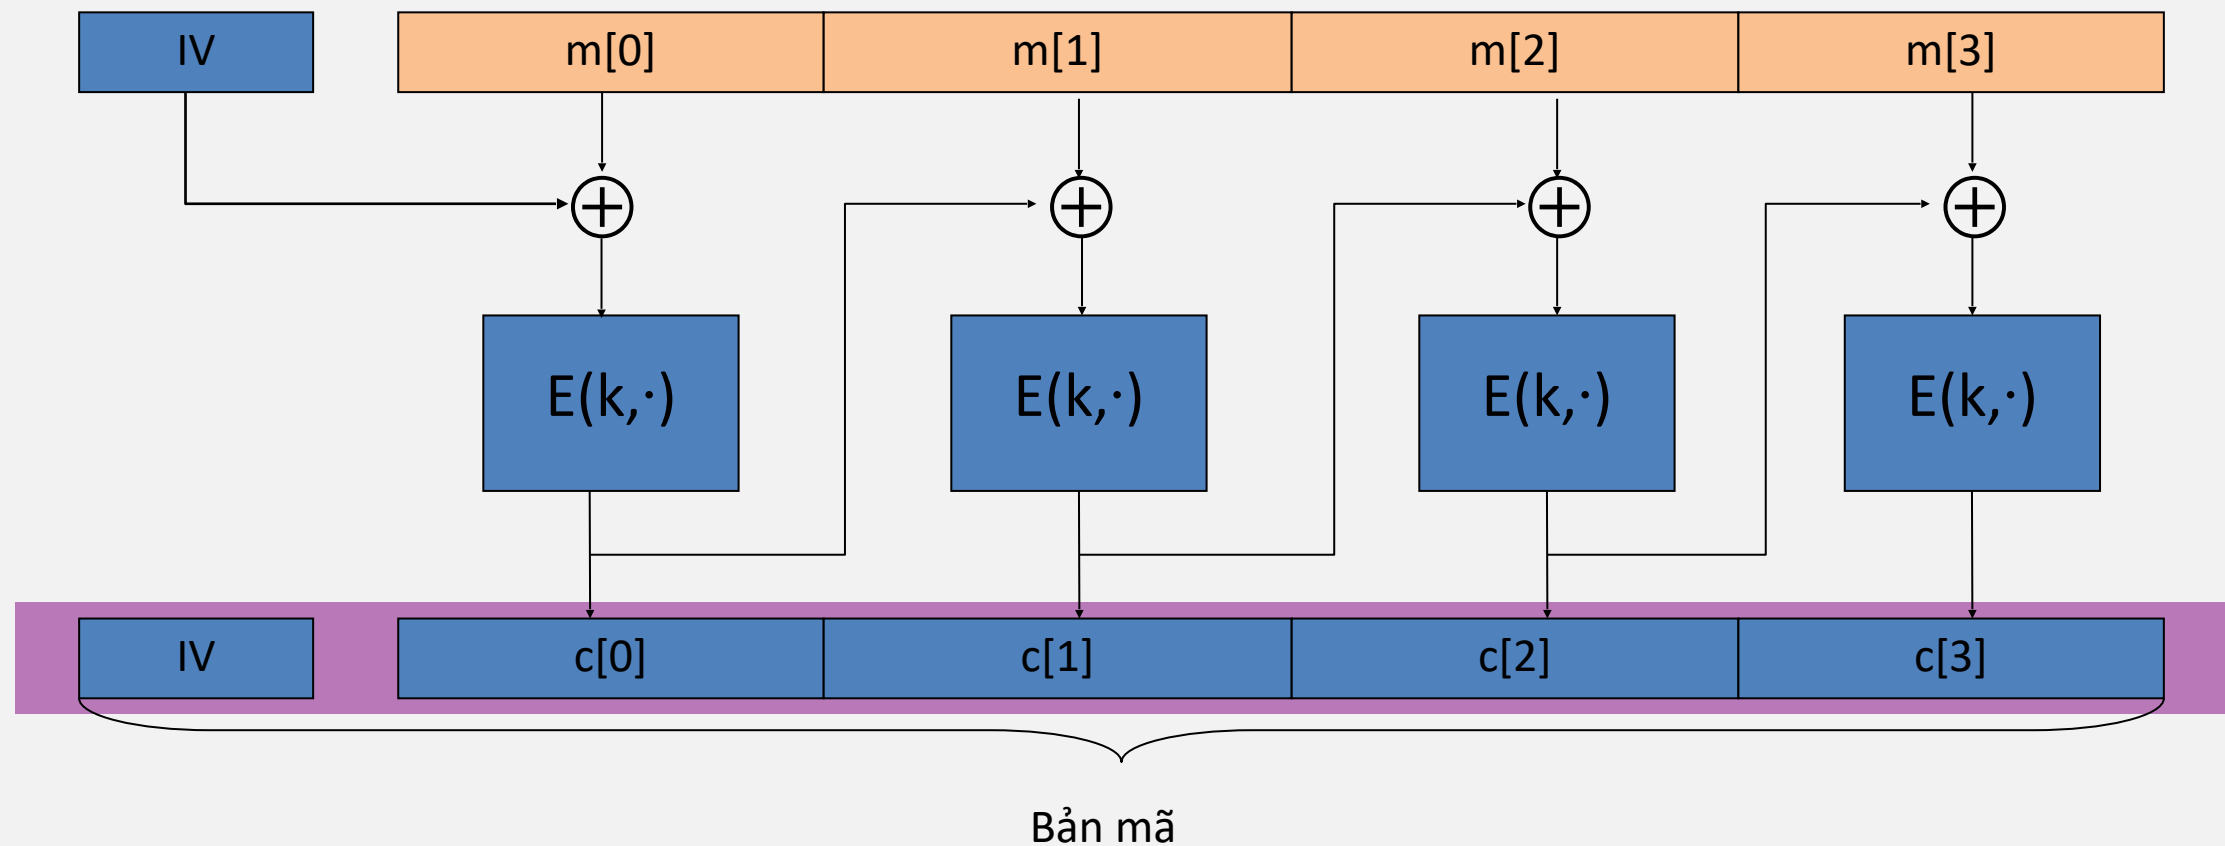 IV m[0] m[1] m[2] m[3]
E(k,·) E(k,·) E(k,·) E(k,·)
IV c[0] c[1] c[2] c[3]
Bản mã